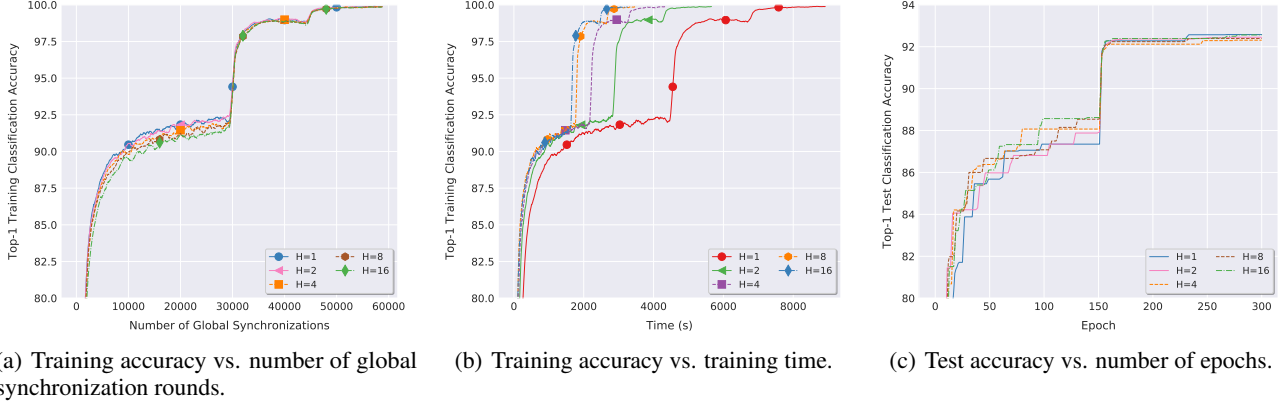 Top-1 Training Classification Accuracy
100.0
97.5
95.0
92.5
90.0
87.5
85.0
82.5
80.0
0 10000 20000 30000 40000 50000 60000
Number of Global Synchronizations
H=1
H=2
H=4
H=8
H=16
Top-1 Training Classification Accuracy
100.0
97.5
95.0
92.5
90.0
87.5
85.0
82.5
80.0
0 2000 4000 6000 8000
Time (s)
H=1
H=2
H=4
H=8
H=16
Top-1 Test Classification Accuracy
94
92
90
88
86
84
82
80
0 50 100 150 200 250 300
Epoch
H=1
H=2
H=4
H=8
H=16
(a) Training accuracy vs. number of global
synchronization rounds.
(b) Training accuracy vs. training time.
(c) Test accuracy vs. number of epochs.